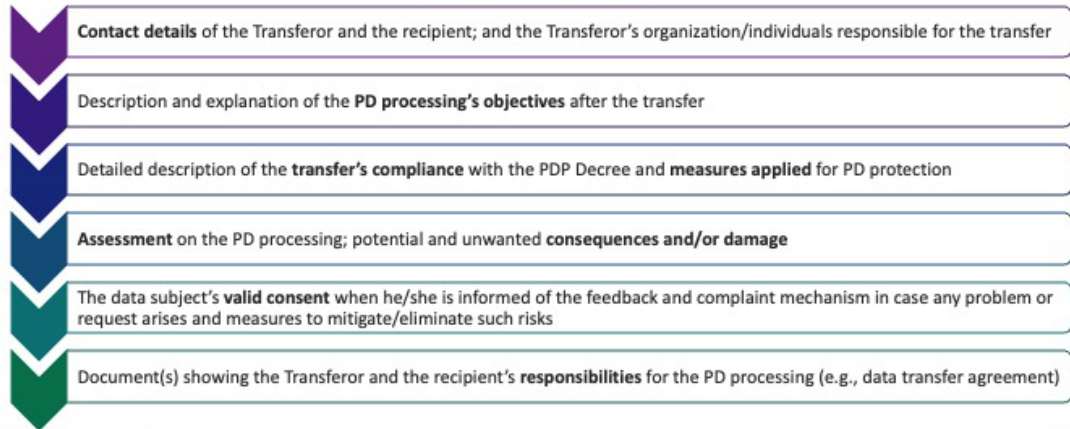 Contact details of the Transferor and the recipient; and the Transferor's organization/individuals responsible for the transfer
Description and explanation of the PD processing's objectives after the transfer
Detailed description of the transfer's compliance with the PDP Decree and measures applied for PD protection
Assessment on the PD processing; potential and unwanted consequences and/or damage
The data subject's valid consent when he/she is informed of the feedback and complaint mechanism in case any problem or
request arises and measures to mitigate/eliminate such risks
Document(s) showing the Transferor and the recipient's responsibilities for the PD processing (e.g., data transfer agreement)